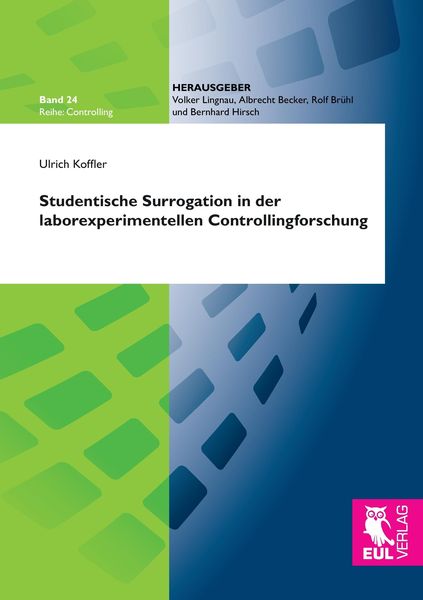 Band 24
Reihe: Controlling
HERAUSGEBER
Volker Lingnau, Albrecht Becker, Rolf Brühl
und Bernhard Hirsch
Ulrich Koffler
Studentische Surrogation in der
laborexperimentellen Controllingforschung
EUL
VERLAG